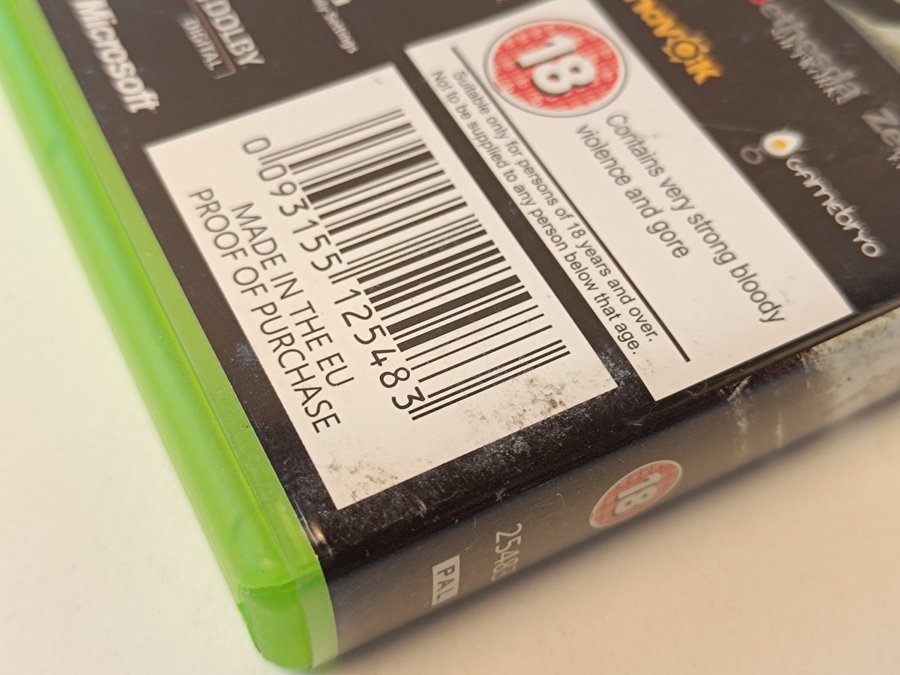 Microsoft
DOLBY
DIGITAL
18
Suitable only for persons of 18 years and over.
Not to be supplied to any person below that age.
Contains very strong bloody
violence and gore
Bethesda
GAMEBRYO
0 093155 125483
MADE IN THE EU
PROOF OF PURCHASE
18
PAL